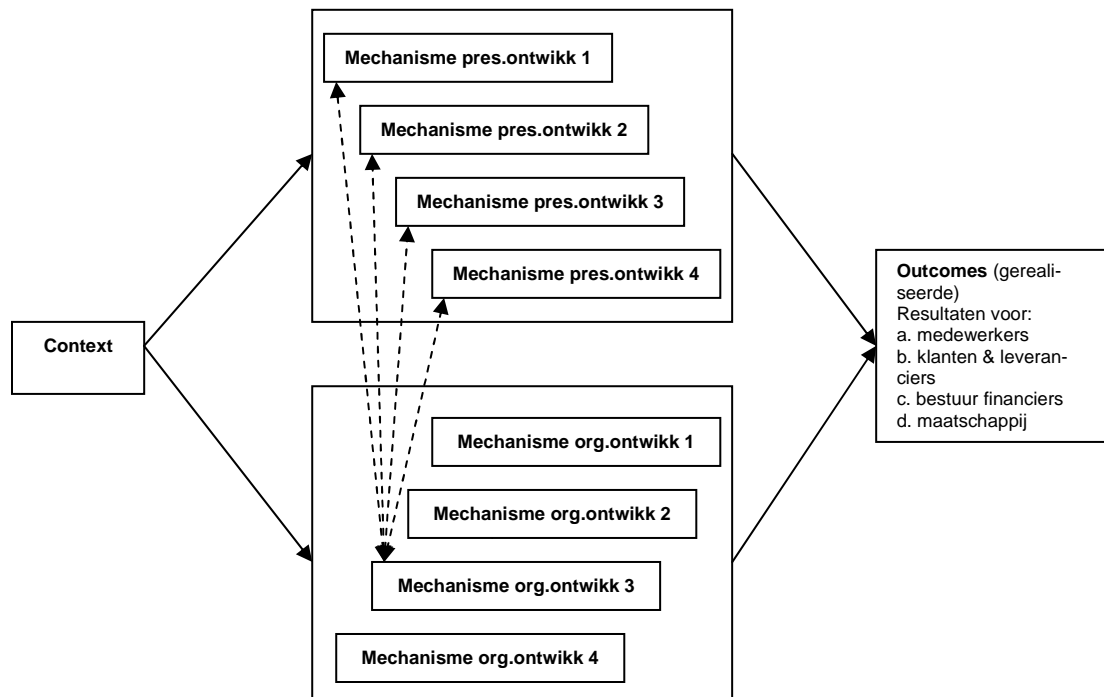 Mechanisme pres.ontwikk 1
Mechanisme pres.ontwikk 2
Mechanisme pres.ontwikk 3
Mechanisme pres.ontwikk 4
Context
Outcomes (gereali-
seerde)
Resultaten voor:
a. medewerkers
b. klanten & leveran-
ciers
c. bestuur financiers
d. maatschappij
Mechanisme org.ontwikk 1
Mechanisme org.ontwikk 2
Mechanisme org.ontwikk 3
Mechanisme org.ontwikk 4